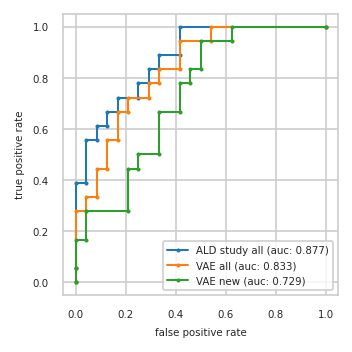 1.0
0.8
0.6
0.4
0.2
0.0
true positive rate
ALD study all (auc: 0.877)
VAE all (auc: 0.833)
VAE new (auc: 0.729)
0.0 0.2 0.4 0.6 0.8 1.0
false positive rate